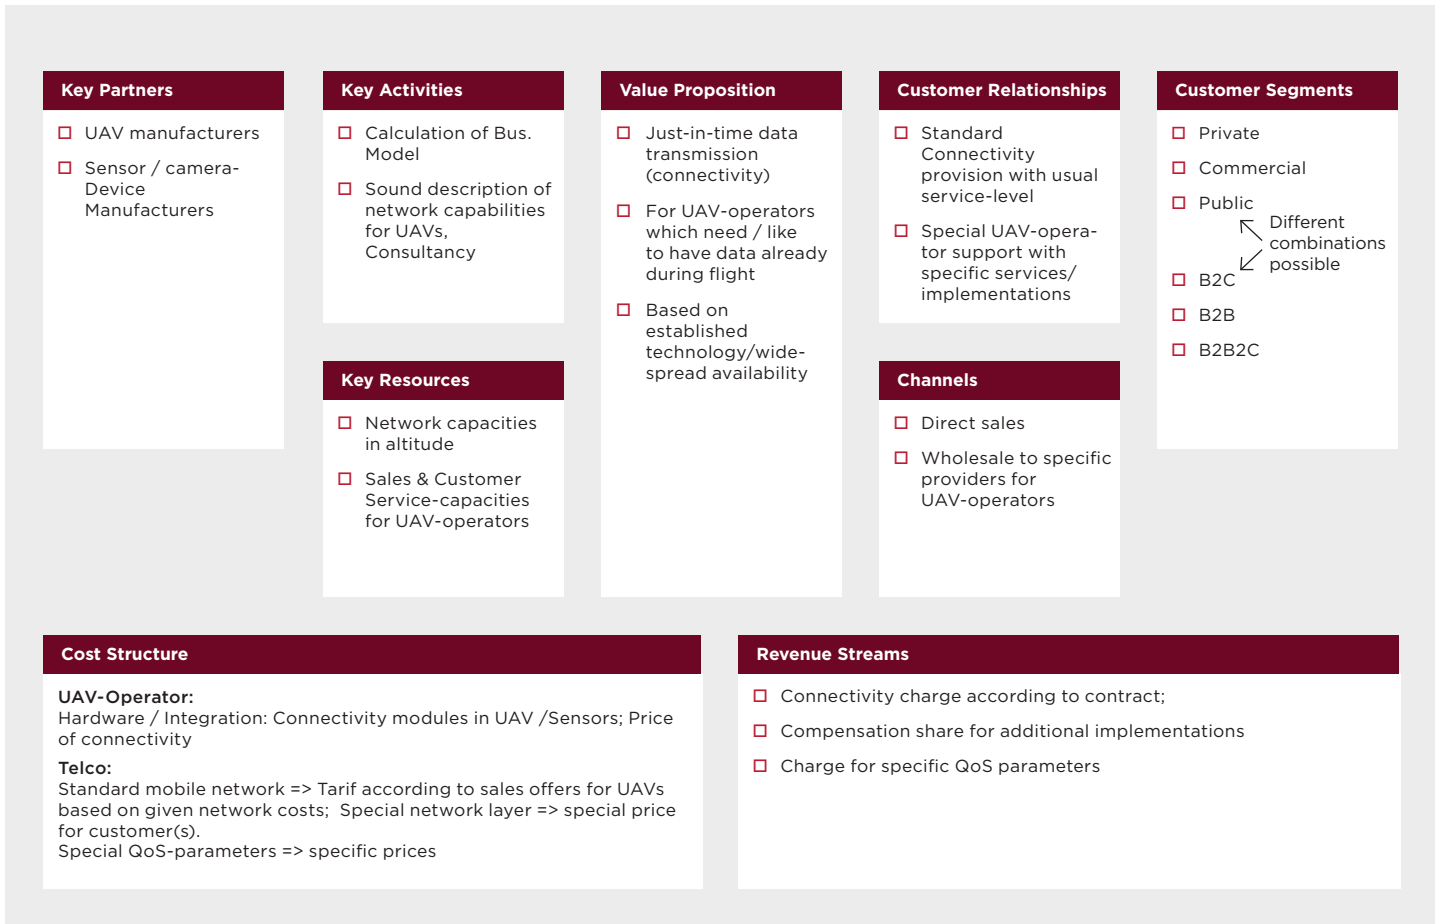 Key Partners
UAV manufacturers
Sensor / camera-
Device
Manufacturers
Key Activities
Calculation of Bus.
Model
Sound description of
network capabilities
for UAVs,
Consultancy
Key Resources
Network capacities
in altitude
Sales & Customer
Service-capacities
for UAV-operators
Value Proposition
Just-in-time data
transmission
(connectivity)
For UAV-operators
which need / like
to have data already
during flight
Based on
established
technology/wide-
spread availability
Customer Relationships
Standard
Connectivity
provision with usual
service-level
Special UAV-opera-
tor support with
specific services/
implementations
Channels
Direct sales
Wholesale to specific
providers for
UAV-operators
Customer Segments
Private
Commercial
Public
Different
combinations
possible
B2C
B2B
B2B2C
Cost Structure
UAV-Operator:
Hardware / Integration: Connectivity modules in UAV /Sensors; Price
of connectivity
Telco:
Standard mobile network => Tarif according to sales offers for UAVs
based on given network costs;  Special network layer => special price
for customer(s).
Special QoS-parameters => specific prices
Revenue Streams
Connectivity charge according to contract;
Compensation share for additional implementations
Charge for specific QoS parameters